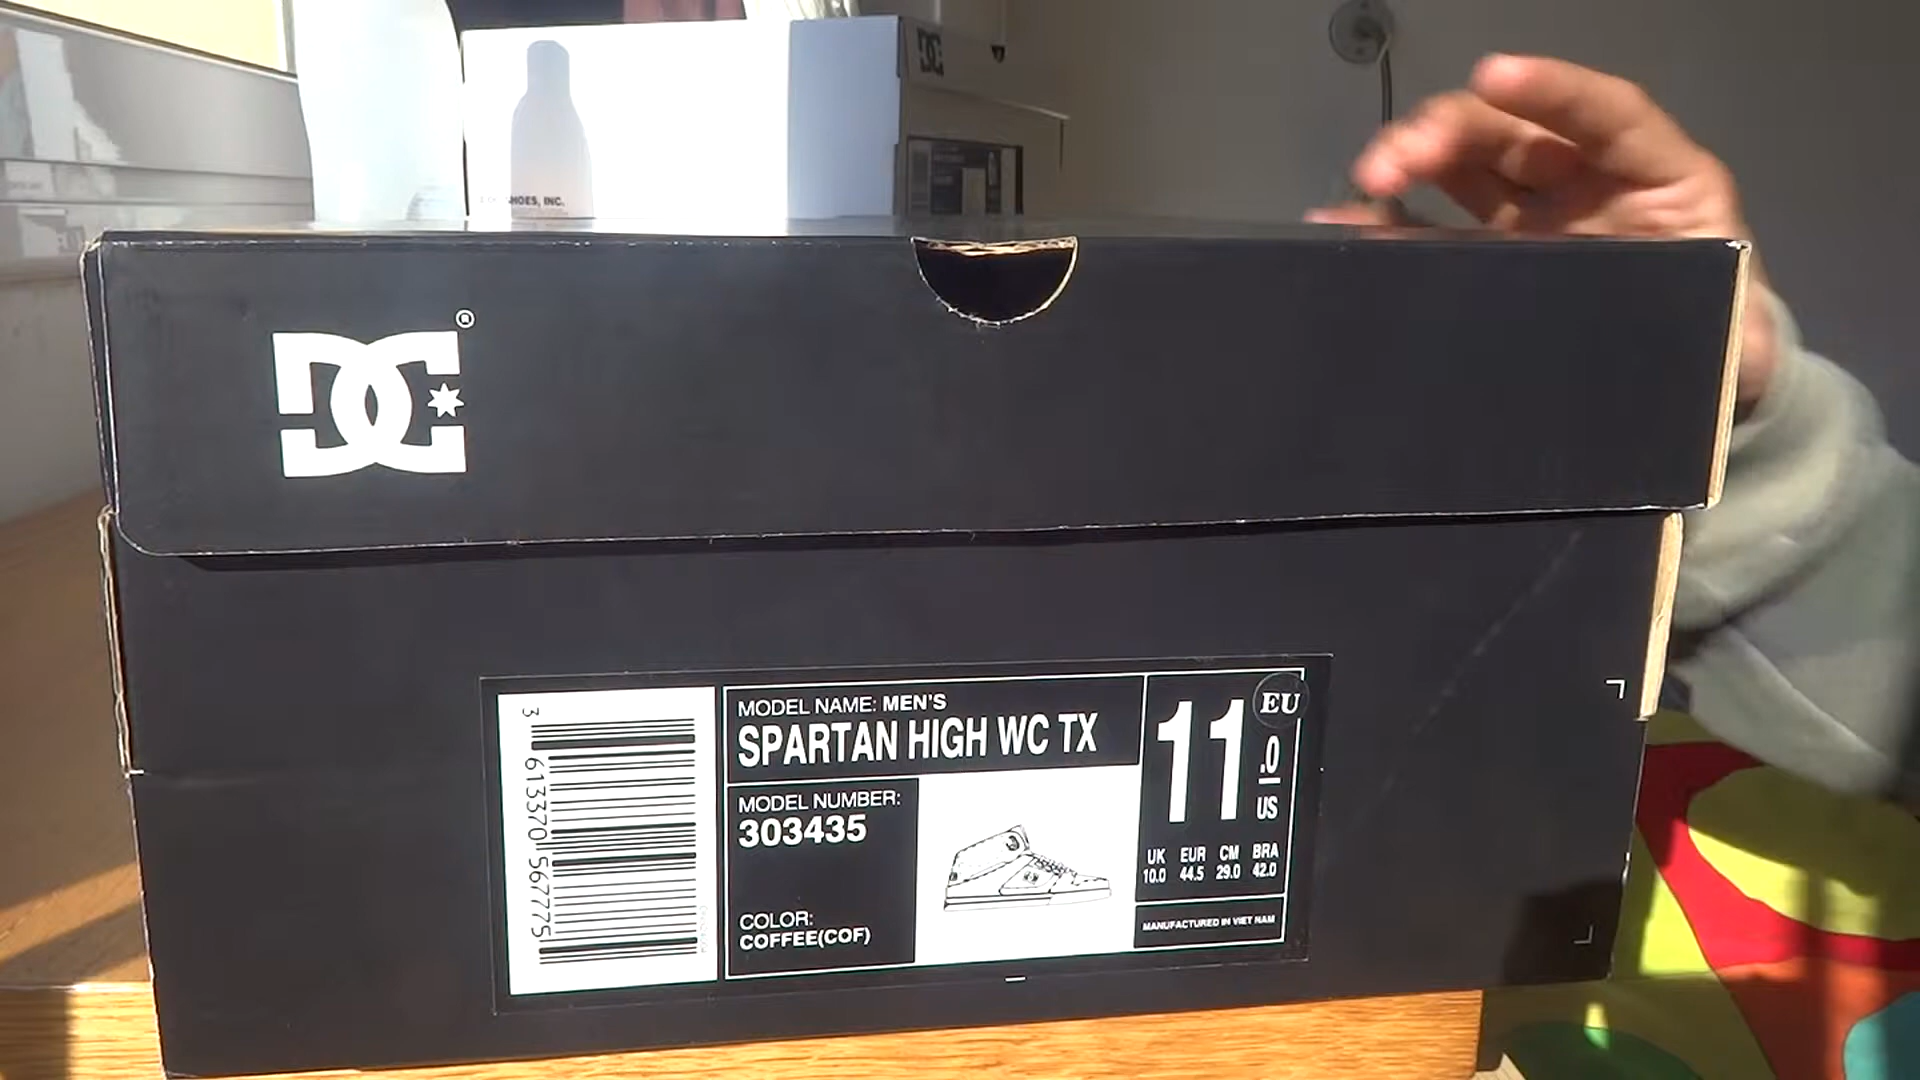 SHOES, INC.
DC
®
DC
3 613370 567775
MODEL NAME: MEN'S
SPARTAN HIGH WC TX
MODEL NUMBER:
303435
COLOR:
COFFEE(COF)
EU
11.0
US
UK EUR CM BRA
10.0 44.5 29.0 42.0
MANUFACTURED IN VIET NAM